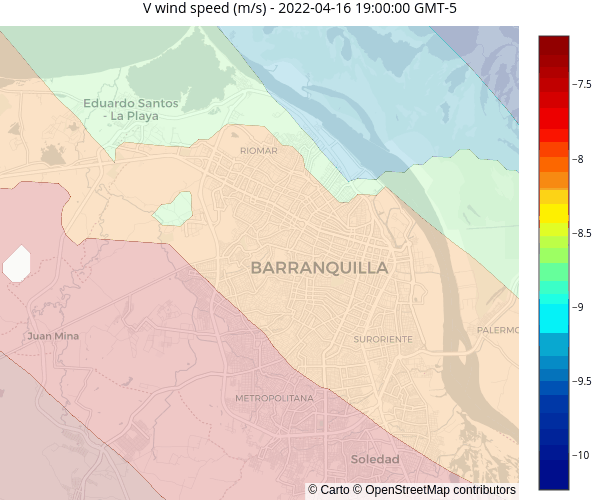 V wind speed (m/s) - 2022-04-16 19:00:00 GMT-5
Eduardo Santos
- La Playa
RIOMAR
BARRANQUILLA
Juan Mina
SURORIENTE
PALERMO
METROPOLITANA
Soledad
© Carto © OpenStreetMap contributors
−7.5
−8
−8.5
−9
−9.5
−10